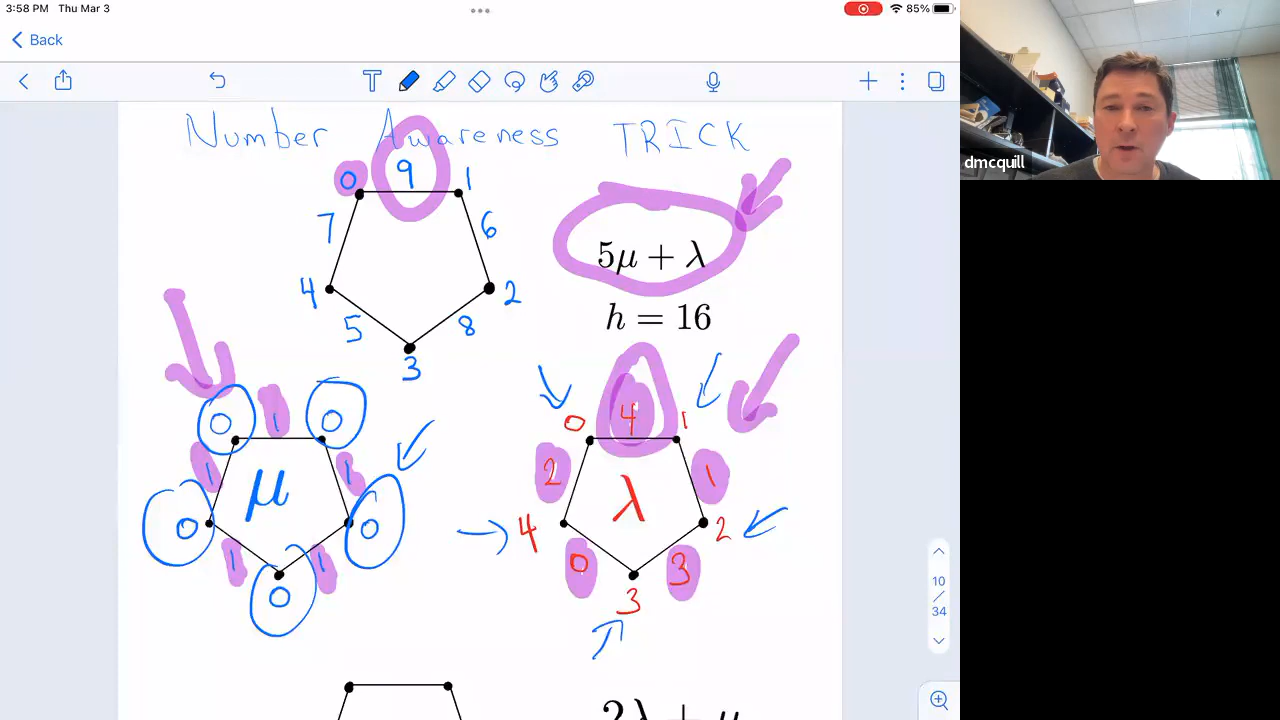 3:58 PM Thu Mar 3
85%
Back
T
Number Awareness TRICK
0 9 1
7 6
4 2
5 8
3
5μ + λ
h = 16
0 1 0
1 1
μ
0 0
1 1
0
0 4 1
2 1
λ
4 2
0 3
3
10
/
34
2λ + μ
dmcquill